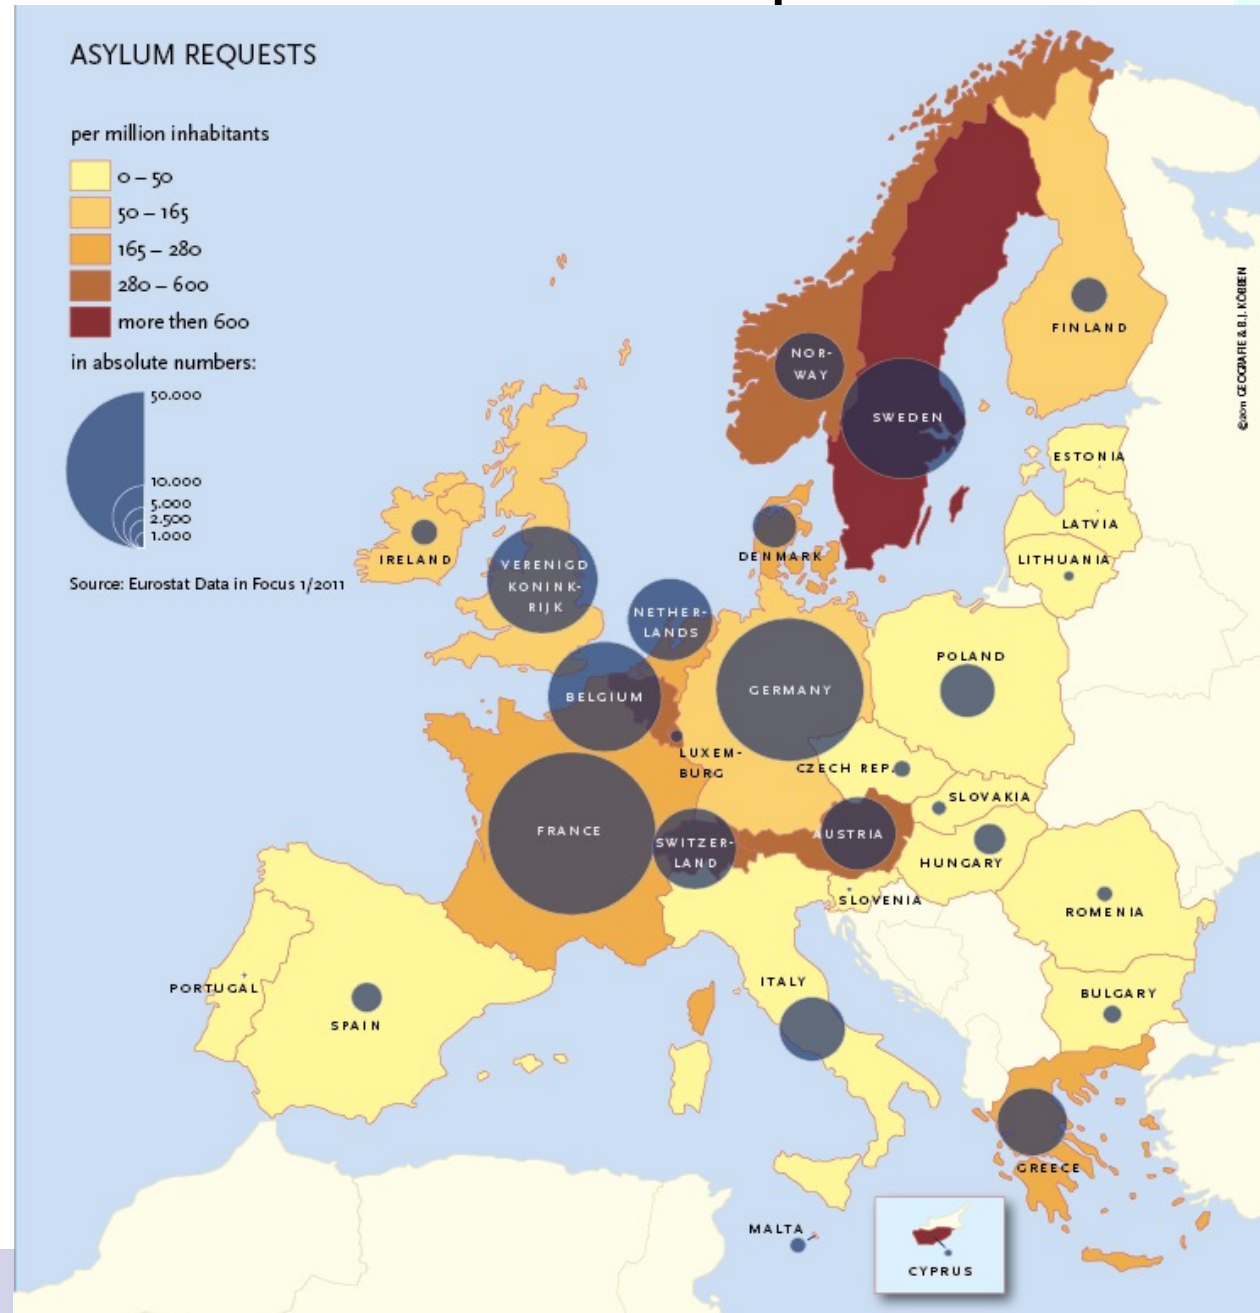 ASYLUM REQUESTS
per million inhabitants
0 – 50
50 – 165
165 – 280
280 – 600
more then 600
in absolute numbers:
50.000
10.000
5.000
2.500
1.000
Source: Eurostat Data in Focus 1/2011
©2011 GEOGRAFIE & B.J. KÖBBEN
FINLAND
NOR-
WAY
SWEDEN
ESTONIA
LATVIA
LITHUANIA
DENMARK
IRELAND
VERENIGD
KONINK-
RIJK
NETHER-
LANDS
BELGIUM
GERMANY
POLAND
LUXEM-
BURG
CZECH REP.
SLOVAKIA
FRANCE
SWITZER-
LAND
AUSTRIA
HUNGARY
SLOVENIA
ROMENIA
PORTUGAL
SPAIN
ITALY
BULGARY
GREECE
MALTA
CYPRUS